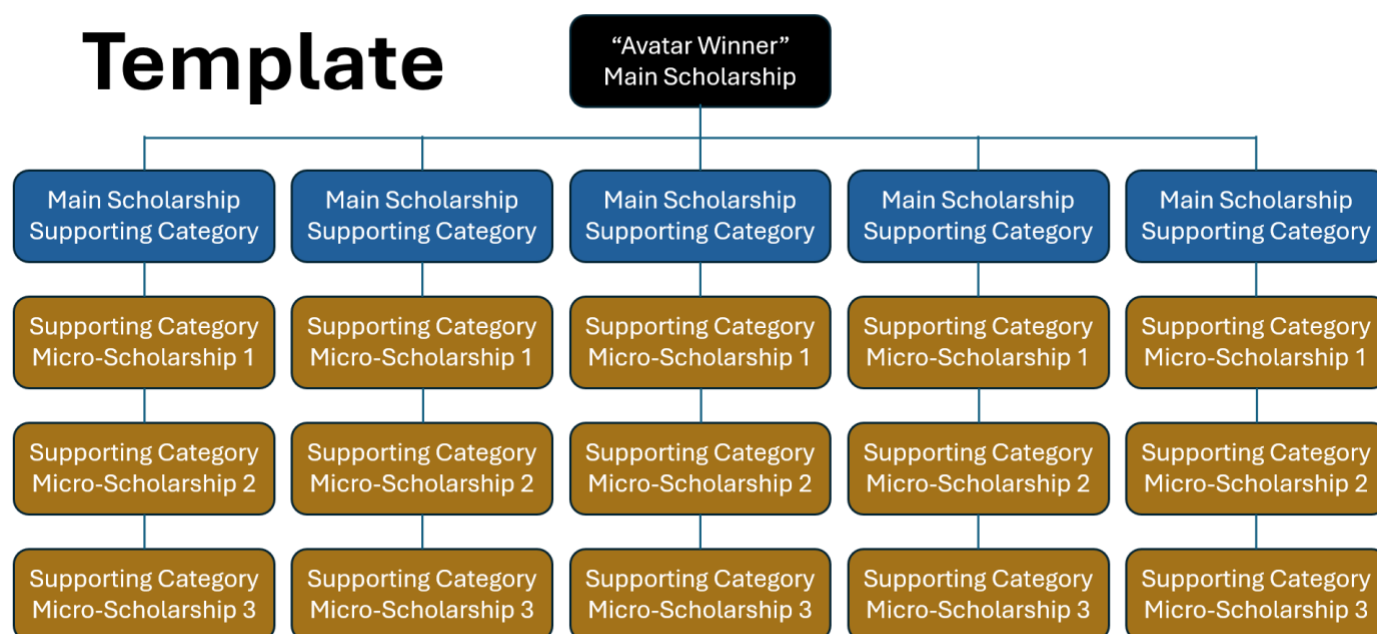 Template
“Avatar Winner”
Main Scholarship
Main Scholarship
Supporting Category
Main Scholarship
Supporting Category
Main Scholarship
Supporting Category
Main Scholarship
Supporting Category
Main Scholarship
Supporting Category
Supporting Category
Micro-Scholarship 1
Supporting Category
Micro-Scholarship 1
Supporting Category
Micro-Scholarship 1
Supporting Category
Micro-Scholarship 1
Supporting Category
Micro-Scholarship 1
Supporting Category
Micro-Scholarship 2
Supporting Category
Micro-Scholarship 2
Supporting Category
Micro-Scholarship 2
Supporting Category
Micro-Scholarship 2
Supporting Category
Micro-Scholarship 2
Supporting Category
Micro-Scholarship 3
Supporting Category
Micro-Scholarship 3
Supporting Category
Micro-Scholarship 3
Supporting Category
Micro-Scholarship 3
Supporting Category
Micro-Scholarship 3